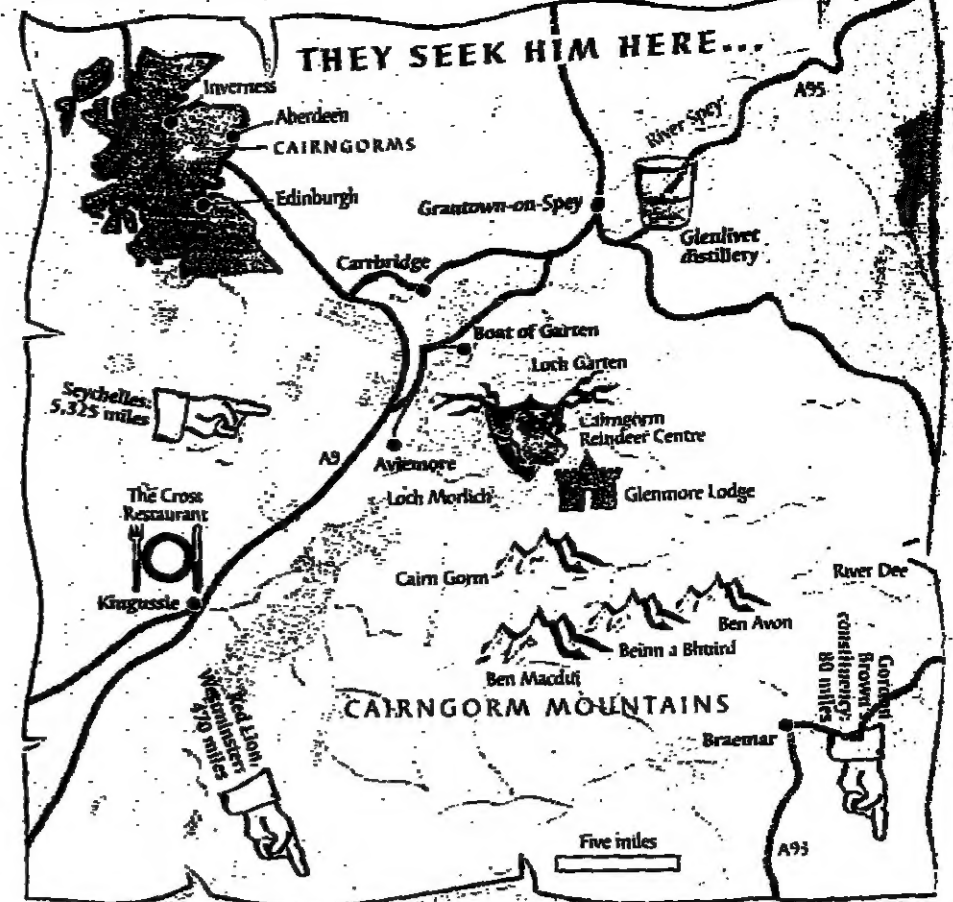 THEY SEEK HIM HERE...
Inverness
Aberdeen
CAIRNGORMS
Edinburgh
A95
River Spey
Grantown-on-Spey
Glenlivet
distillery
Carrbridge
Boat of Garten
Loch Garten
Seychelles:
5,325 miles
Cairngorm
Reindeer Centre
A9
Aviemore
Loch Morlich
Glenmore Lodge
The Cross
Restaurant
Kingussie
Cairn Gorm
River Dee
Ben Avon
Beinn a Bhuird
Ben Macdui
Gordon
Brown
constituency:
80 miles
Red Lion,
Westminster:
470 miles
CAIRNGORM MOUNTAINS
Braemar
Five miles
A93